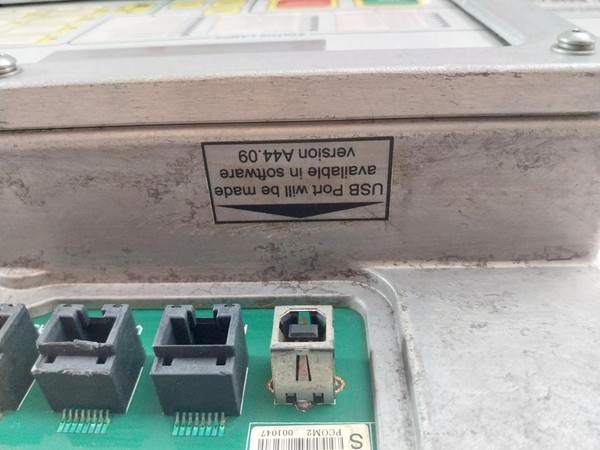 USB Port will be made
available in software
version A44.09
S
PCOM2 001047